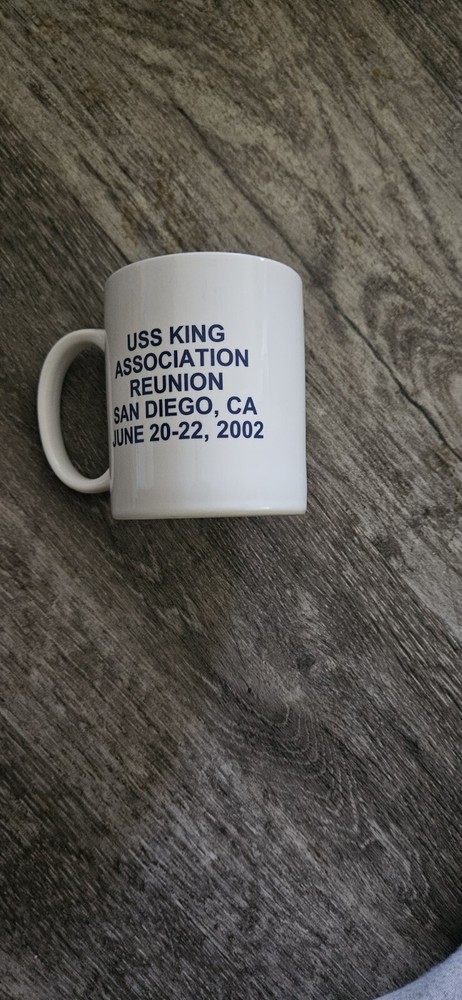 USS KING
ASSOCIATION
REUNION
SAN DIEGO, CA
JUNE 20-22, 2002